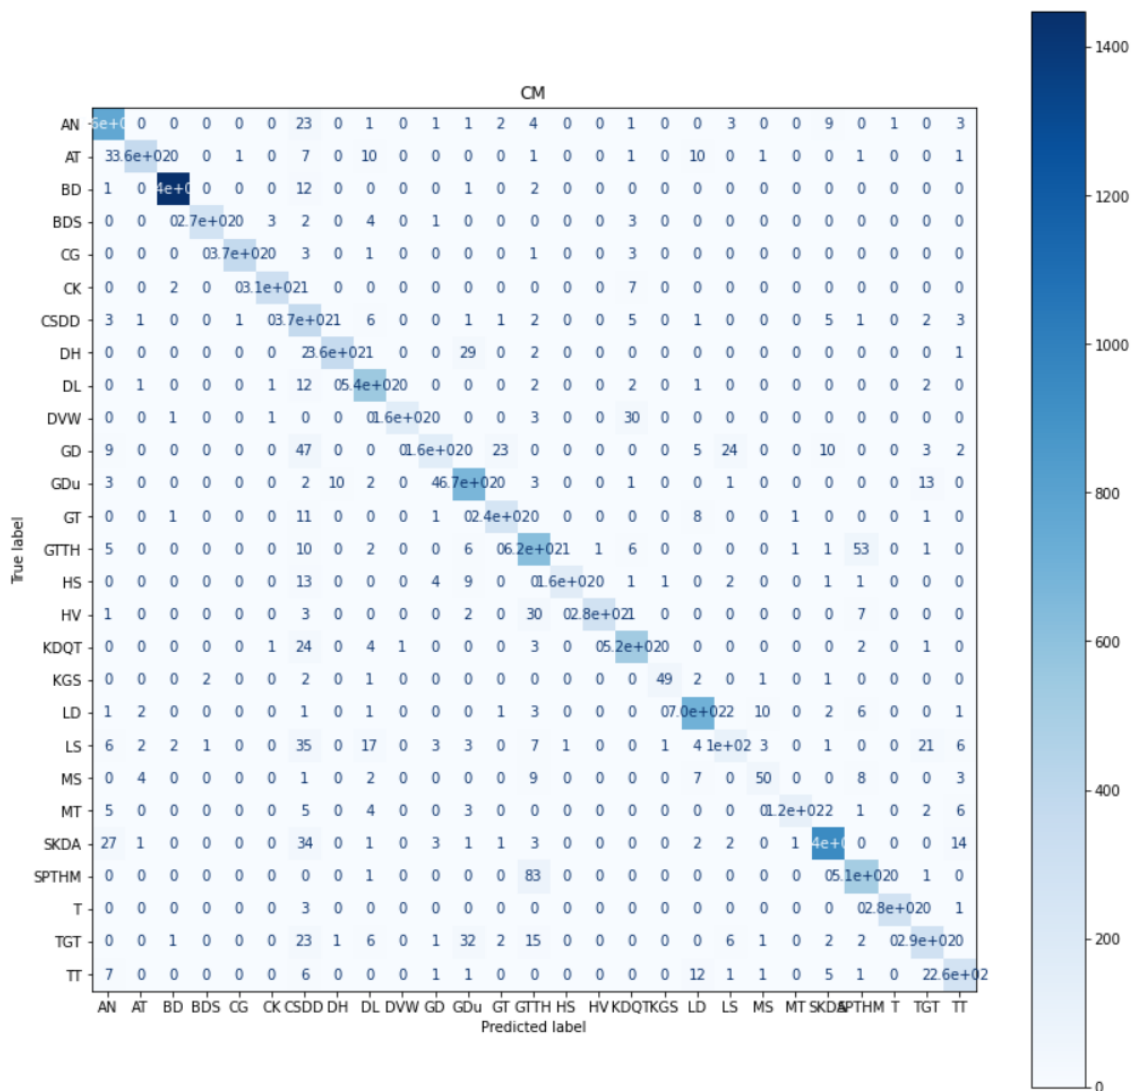 CM
AN 6e+0 0 0 0 0 0 23 0 1 0 1 1 2 4 0 0 1 0 0 3 0 0 9 0 1 0 3
AT 3 3.6e+02 0 0 1 0 7 0 10 0 0 0 0 1 0 0 1 0 10 0 1 0 0 1 0 0 1
BD 1 0 4e+0 0 0 0 12 0 0 0 0 1 0 2 0 0 0 0 0 0 0 0 0 0 0 0 0
BDS 0 0 0 2.7e+02 0 3 2 0 4 0 1 0 0 0 0 0 3 0 0 0 0 0 0 0 0 0 0
CG 0 0 0 0 3.7e+02 0 3 0 1 0 0 0 0 1 0 0 3 0 0 0 0 0 0 0 0 0 0
CK 0 0 2 0 0 3.1e+02 1 0 0 0 0 0 0 0 0 0 7 0 0 0 0 0 0 0 0 0 0
CSDD 3 1 0 0 1 0 3.7e+02 1 6 0 0 1 1 2 0 0 5 0 1 0 0 0 5 1 0 2 3
DH 0 0 0 0 0 0 2 3.6e+02 1 0 0 29 0 2 0 0 0 0 0 0 0 0 0 0 0 0 1
DL 0 1 0 0 0 1 12 0 5.4e+02 0 0 0 0 2 0 0 2 0 1 0 0 0 0 0 0 2 0
DVW 0 0 1 0 0 1 0 0 0 1.6e+02 0 0 0 3 0 0 30 0 0 0 0 0 0 0 0 0 0
GD 9 0 0 0 0 0 47 0 0 0 1.6e+02 0 23 0 0 0 0 0 5 24 0 0 10 0 0 3 2
GDu 3 0 0 0 0 0 2 10 2 0 4 6.7e+02 0 3 0 0 1 0 0 1 0 0 0 0 0 13 0
GT 0 0 1 0 0 0 11 0 0 0 1 0 2.4e+02 0 0 0 0 0 8 0 0 1 0 0 0 1 0
GTTH 5 0 0 0 0 0 10 0 2 0 0 6 0 6.2e+02 1 1 6 0 0 0 0 1 1 53 0 1 0
HS 0 0 0 0 0 0 13 0 0 0 4 9 0 0 1.6e+02 0 1 1 0 2 0 0 1 1 0 0 0
HV 1 0 0 0 0 0 3 0 0 0 0 2 0 30 0 2.8e+02 1 0 0 0 0 0 0 7 0 0 0
KDQT 0 0 0 0 0 1 24 0 4 1 0 0 0 3 0 0 5.2e+02 0 0 0 0 0 0 2 0 1 0
KGS 0 0 0 2 0 0 2 0 1 0 0 0 0 0 0 0 0 49 2 0 1 0 1 0 0 0 0
LD 1 2 0 0 0 0 1 0 1 0 0 0 1 3 0 0 0 0 7.0e+02 2 10 0 2 6 0 0 1
LS 6 2 2 1 0 0 35 0 17 0 3 3 0 7 1 0 0 1 4 1e+02 3 0 1 0 0 21 6
MS 0 4 0 0 0 0 1 0 2 0 0 0 0 9 0 0 0 0 7 0 50 0 0 8 0 0 3
MT 5 0 0 0 0 0 5 0 4 0 0 3 0 0 0 0 0 0 0 0 0 1.2e+02 2 1 0 2 6
SKDA 27 1 0 0 0 0 34 0 1 0 3 1 1 3 0 0 0 0 2 2 0 1 4e+0 0 0 0 14
SPTHM 0 0 0 0 0 0 0 0 1 0 0 0 0 83 0 0 0 0 0 0 0 0 0 5.1e+02 0 1 0
T 0 0 0 0 0 0 3 0 0 0 0 0 0 0 0 0 0 0 0 0 0 0 0 0 2.8e+02 0 1
TGT 0 0 1 0 0 0 23 1 6 0 1 32 2 15 0 0 0 0 0 6 1 0 2 2 0 2.9e+02 0
TT 7 0 0 0 0 0 6 0 0 0 1 1 0 0 0 0 0 0 12 1 1 0 5 1 0 2 2.6e+02
AN AT BD BDS CG CK CSDD DH DL DVW GD GDu GT GTTH HS HV KDQT KGS LD LS MS MT SKDA SPTHM T TGT TT
True label
Predicted label
1400
1200
1000
800
600
400
200
0